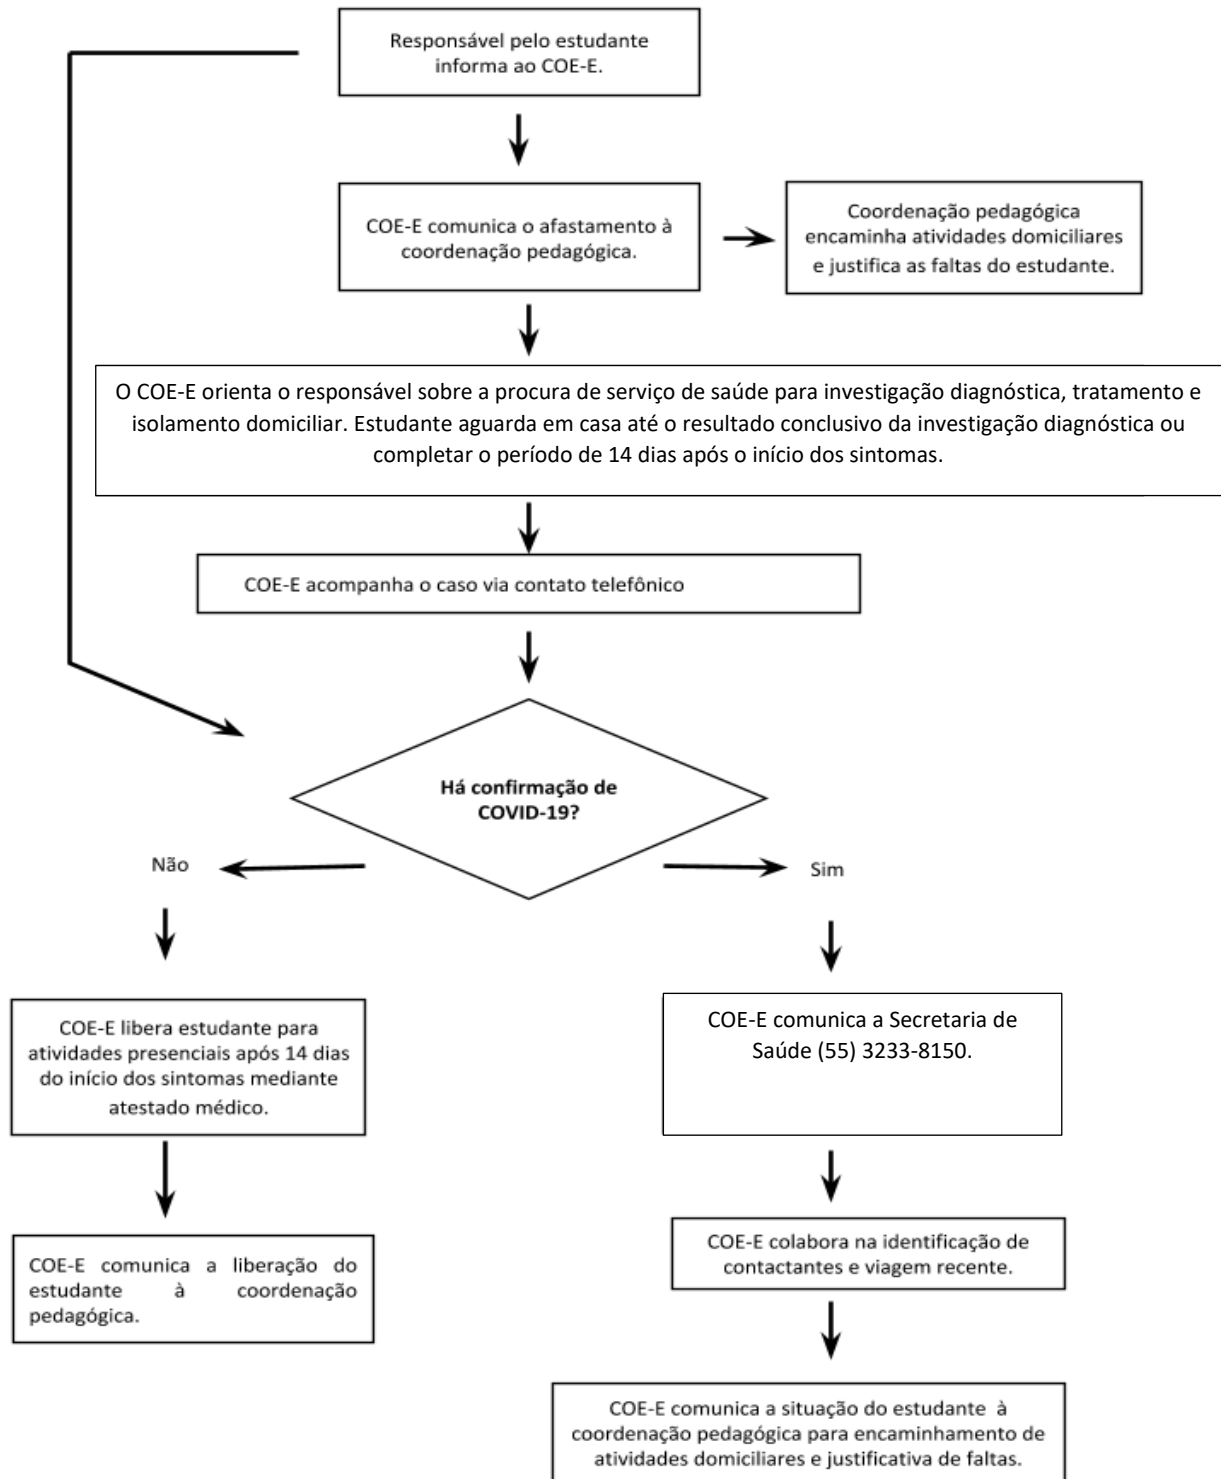 Responsável pelo estudante
informa ao COE-E.
COE-E comunica o afastamento à
coordenação pedagógica.
Coordenação pedagógica
encaminha atividades domiciliares
e justifica as faltas do estudante.
O COE-E orienta o responsável sobre a procura de serviço de saúde para investigação diagnóstica, tratamento e
isolamento domiciliar. Estudante aguarda em casa até o resultado conclusivo da investigação diagnóstica ou
completar o período de 14 dias após o início dos sintomas.
COE-E acompanha o caso via contato telefônico
Há confirmação de
COVID-19?
Não
Sim
COE-E libera estudante para
atividades presenciais após 14 dias
do início dos sintomas mediante
atestado médico.
COE-E comunica a Secretaria de
Saúde (55) 3233-8150.
COE-E comunica a liberação do
estudante à coordenação
pedagógica.
COE-E colabora na identificação de
contactantes e viagem recente.
COE-E comunica a situação do estudante à
coordenação pedagógica para encaminhamento de
atividades domiciliares e justificativa de faltas.